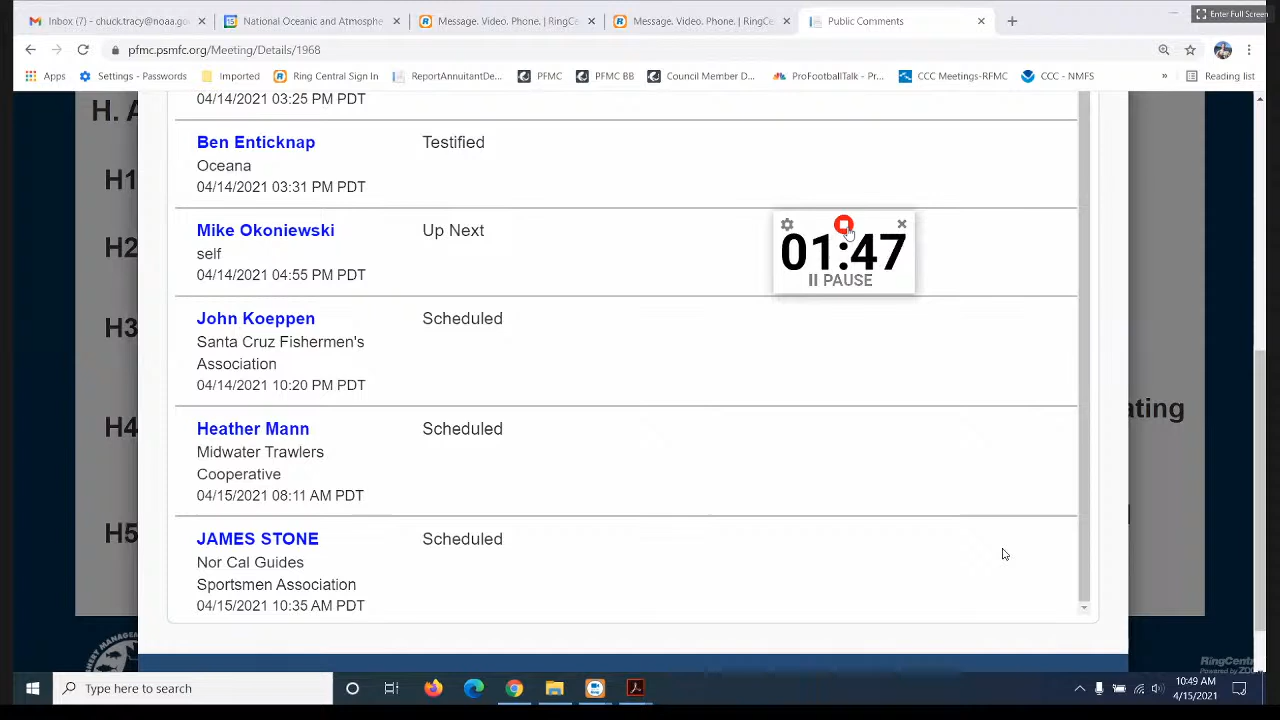 Inbox (7) - chuck.tracy@noaa.go
National Oceanic and Atmosphe
Message. Video. Phone. | RingCe
Message. Video. Phone. | RingCe
Public Comments
Enter Full Screen
pfmc.psmfc.org/Meeting/Details/1968
Apps
Settings - Passwords
Imported
Ring Central Sign In
ReportAnnuitantDe...
PFMC
PFMC BB
Council Member D...
ProFootballTalk - Pr...
CCC Meetings-RFMC
CCC - NMFS
»
Reading list
H. A
04/14/2021 03:25 PM PDT
Ben Enticknap
Testified
Oceana
04/14/2021 03:31 PM PDT
H1
Mike Okoniewski
Up Next
self
04/14/2021 04:55 PM PDT
01:47
PAUSE
H2
John Koeppen
Scheduled
Santa Cruz Fishermen's
Association
04/14/2021 10:20 PM PDT
H3
Heather Mann
Scheduled
Midwater Trawlers
Cooperative
04/15/2021 08:11 AM PDT
H4
ating
JAMES STONE
Scheduled
Nor Cal Guides
Sportsmen Association
04/15/2021 10:35 AM PDT
H5
RingCentr
Powered by ZOO
Type here to search
10:49 AM
4/15/2021